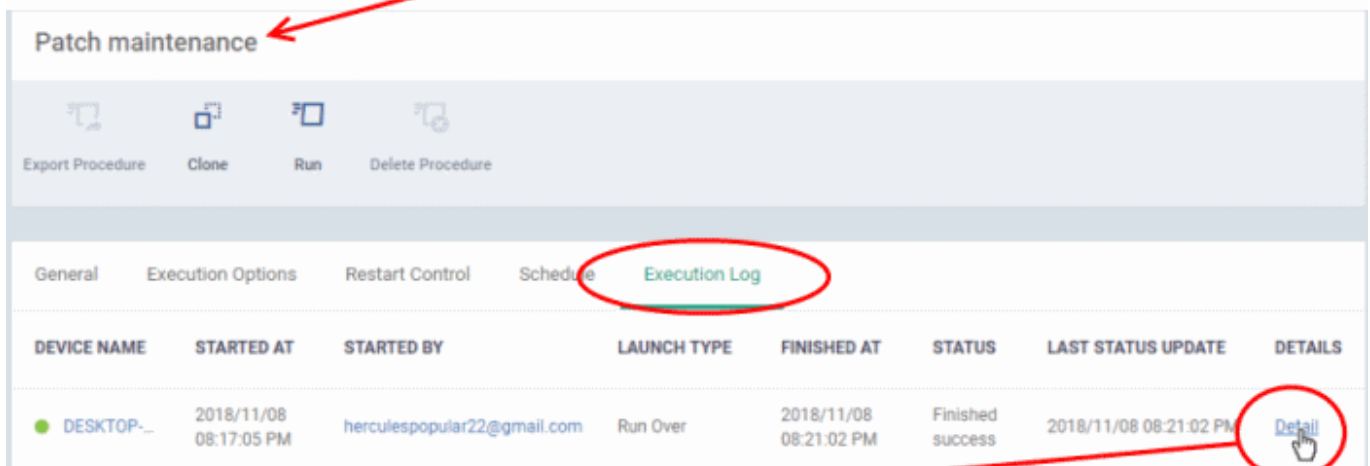 Patch maintenance
Export Procedure Clone Run Delete Procedure
General Execution Options Restart Control Schedule Execution Log
DEVICE NAME STARTED AT STARTED BY LAUNCH TYPE FINISHED AT STATUS LAST STATUS UPDATE DETAILS
DESKTOP-... 2018/11/08 08:17:05 PM herculespopular22@gmail.com Run Over 2018/11/08 08:21:02 PM Finished success 2018/11/08 08:21:02 PM Detail